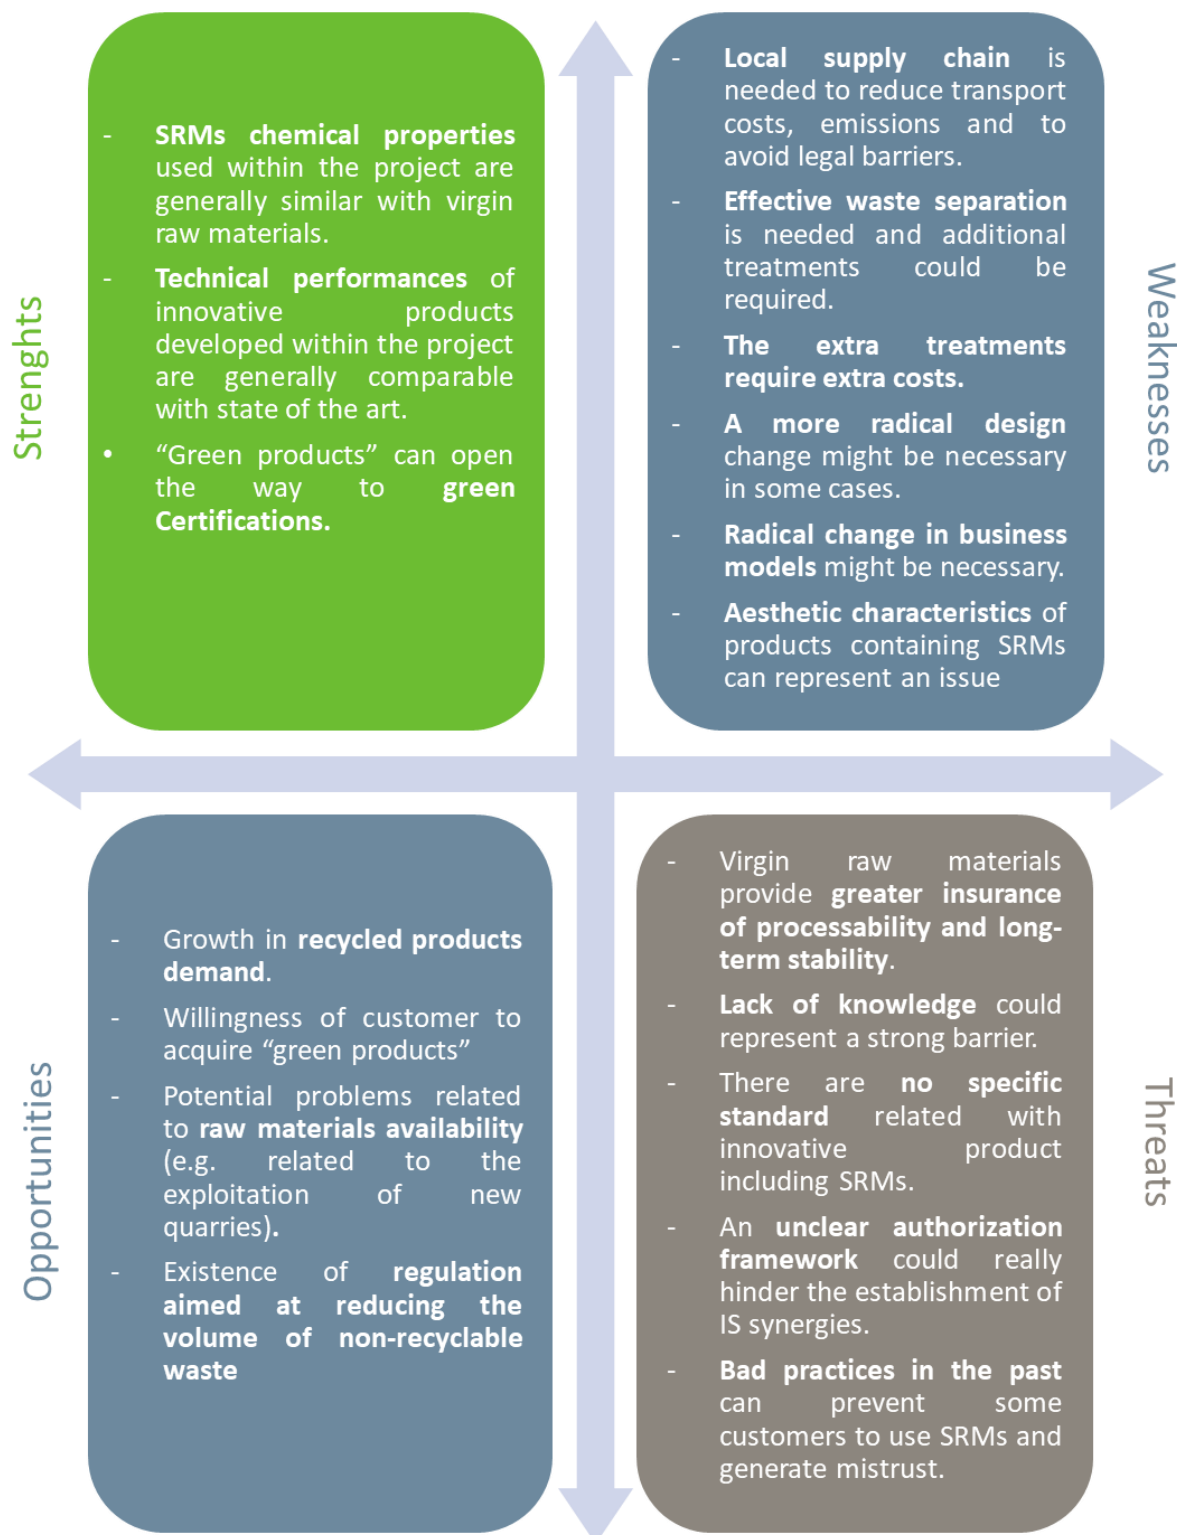 Strenghts
- SRMs chemical properties
used within the project are
generally similar with virgin
raw materials.
- Technical performances of
innovative products
developed within the project
are generally comparable
with state of the art.
• “Green products” can open
the way to green
Certifications.
Weaknesses
- Local supply chain is
needed to reduce transport
costs, emissions and to
avoid legal barriers.
- Effective waste separation
is needed and additional
treatments could be
required.
- The extra treatments
require extra costs.
- A more radical design
change might be necessary
in some cases.
- Radical change in business
models might be necessary.
- Aesthetic characteristics of
products containing SRMs
can represent an issue
Opportunities
- Growth in recycled products
demand.
- Willingness of customer to
acquire “green products”
- Potential problems related
to raw materials availability
(e.g. related to the
exploitation of new
quarries).
- Existence of regulation
aimed at reducing the
volume of non-recyclable
waste
Threats
- Virgin raw materials
provide greater insurance
of processability and long-
term stability.
- Lack of knowledge could
represent a strong barrier.
- There are no specific
standard related with
innovative product
including SRMs.
- An unclear authorization
framework could really
hinder the establishment of
IS synergies.
- Bad practices in the past
can prevent some
customers to use SRMs and
generate mistrust.